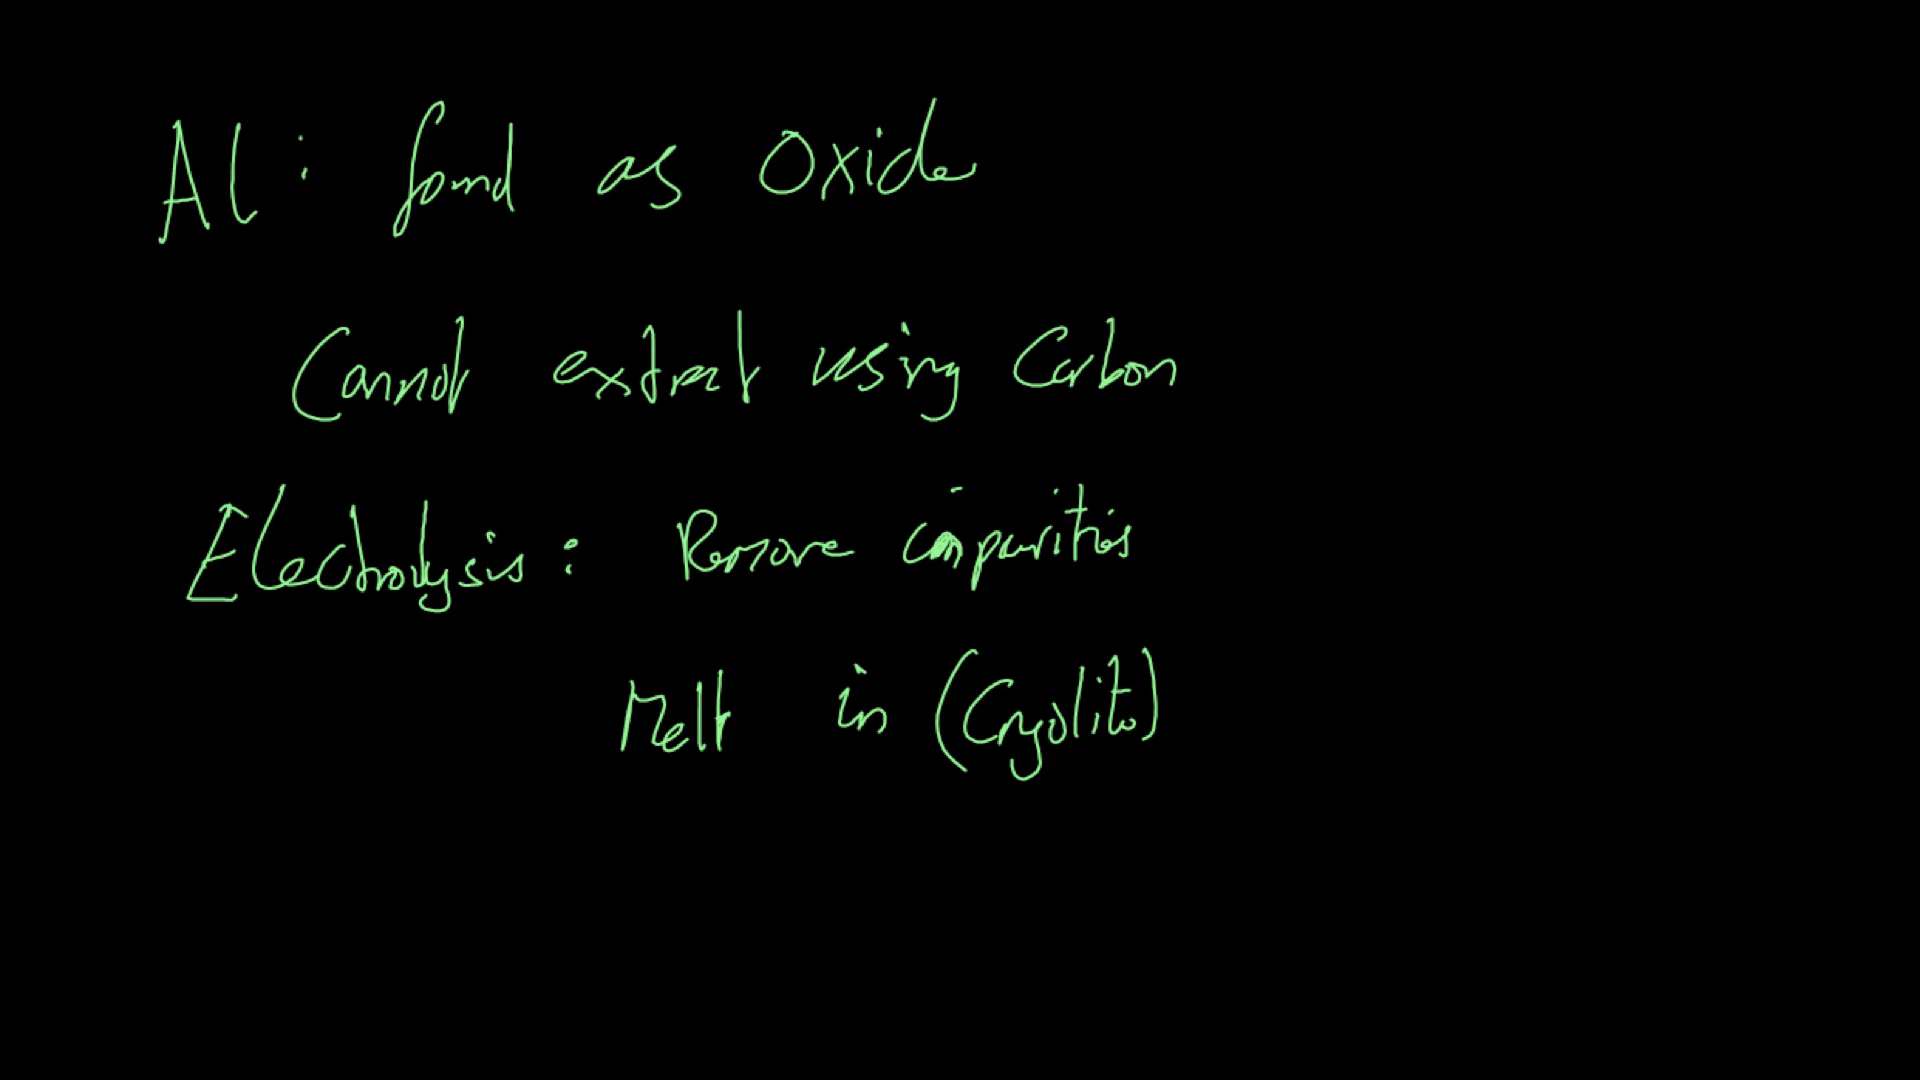 Al: found as Oxide
Cannot extract using Carbon
Electrolysis: Remove impurities
Melt in (Cryolite)